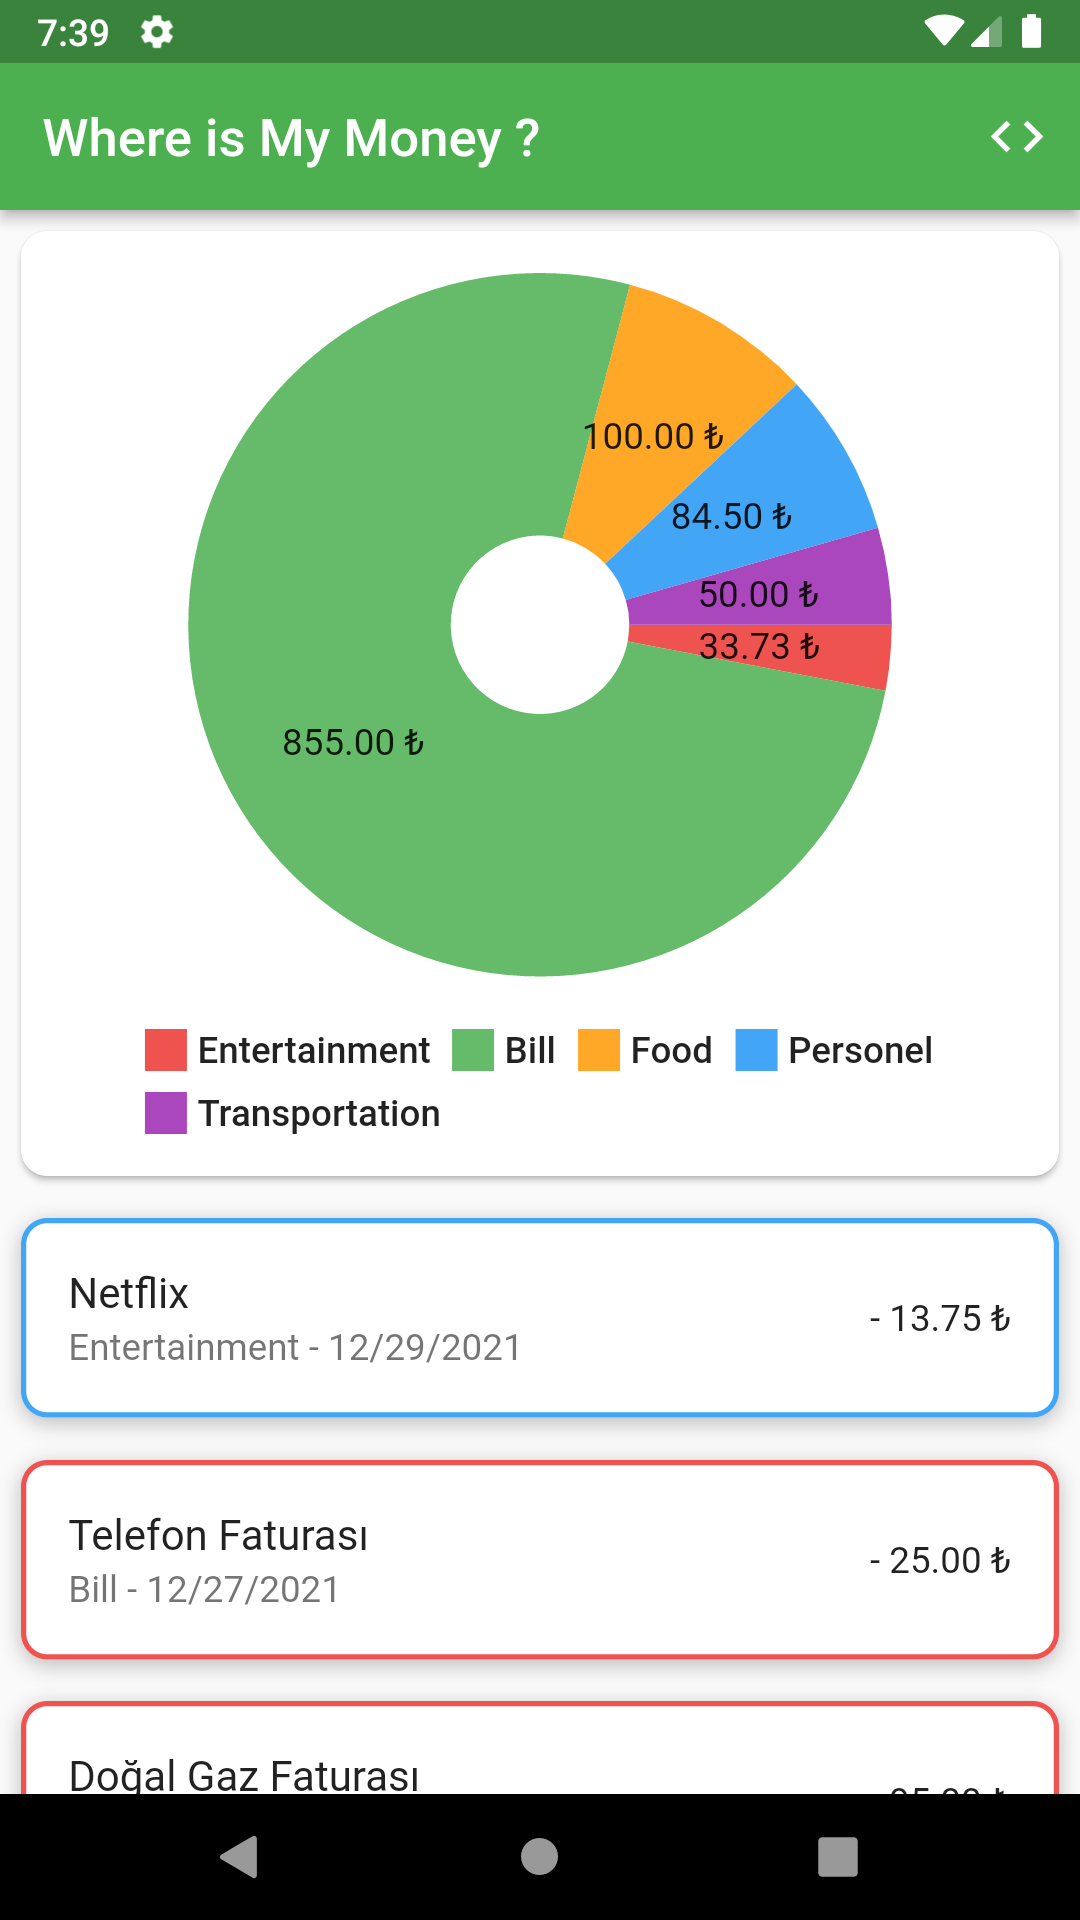 7:39
Where is My Money ?
100.00 ₺
84.50 ₺
50.00 ₺
33.73 ₺
855.00 ₺
Entertainment Bill Food Personel
Transportation
Netflix
- 13.75 ₺
Entertainment - 12/29/2021
Telefon Faturası
- 25.00 ₺
Bill - 12/27/2021
Doğal Gaz Faturası